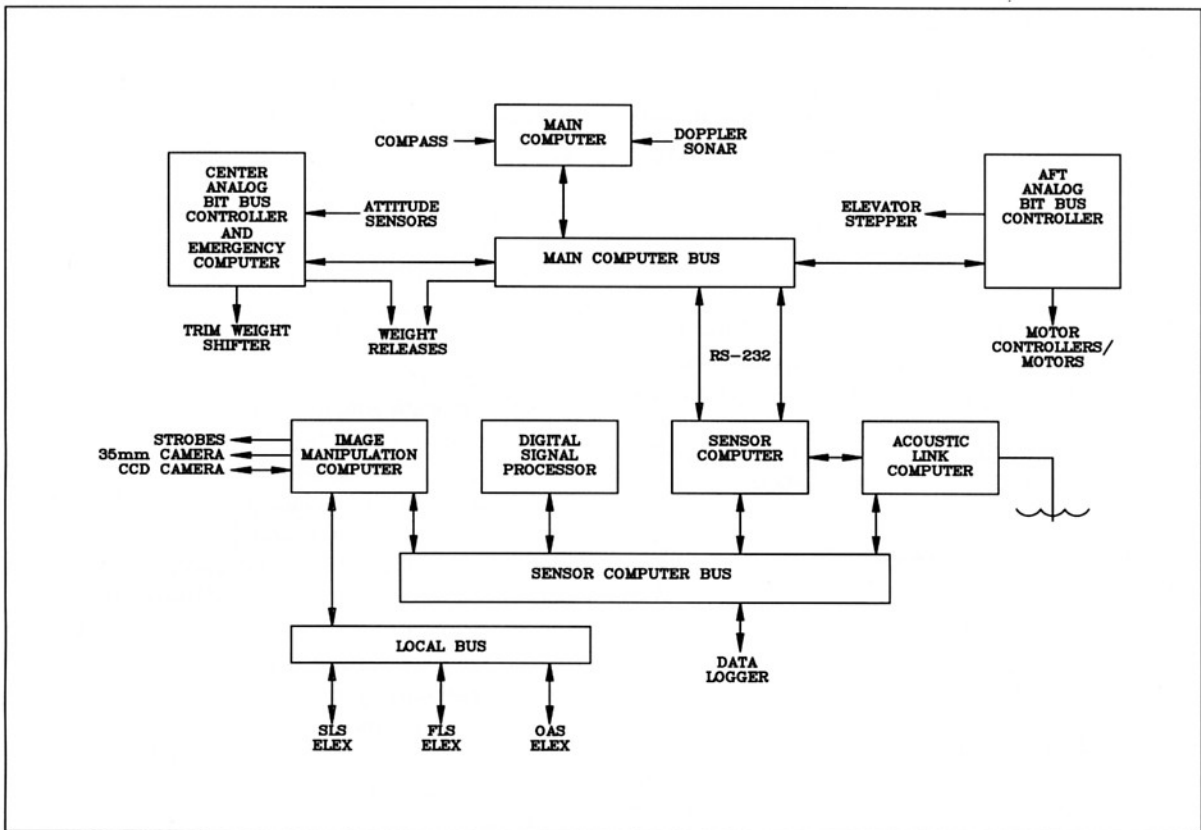 MAIN
COMPUTER
COMPASS
DOPPLER
SONAR
CENTER
ANALOG
BIT BUS
CONTROLLER
AND
EMERGENCY
COMPUTER
ATTITUDE
SENSORS
ELEVATOR
STEPPER
AFT
ANALOG
BIT BUS
CONTROLLER
MAIN COMPUTER BUS
TRIM WEIGHT
SHIFTER
WEIGHT
RELEASES
RS-232
MOTOR
CONTROLLERS/
MOTORS
STROBES
35mm CAMERA
CCD CAMERA
IMAGE
MANIPULATION
COMPUTER
DIGITAL
SIGNAL
PROCESSOR
SENSOR
COMPUTER
ACOUSTIC
LINK
COMPUTER
SENSOR COMPUTER BUS
LOCAL BUS
DATA
LOGGER
SLS
ELEX
FLS
ELEX
OAS
ELEX